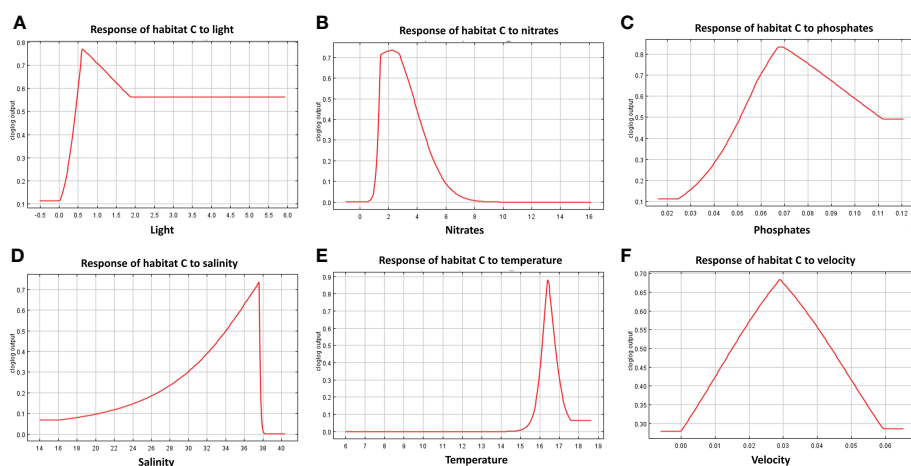 A
Response of habitat C to light
cloglog output
0.8
0.7
0.6
0.5
0.4
0.3
0.2
0.1
-0.5 0.0 0.5 1.0 1.5 2.0 2.5 3.0 3.5 4.0 4.5 5.0 5.5 6.0
Light
B
Response of habitat C to nitrates
cloglog output
0.7
0.6
0.5
0.4
0.3
0.2
0.1
0.0
0 2 4 6 8 10 12 14 16
Nitrates
C
Response of habitat C to phosphates
cloglog output
0.8
0.7
0.6
0.5
0.4
0.3
0.2
0.1
0.02 0.03 0.04 0.05 0.06 0.07 0.08 0.09 0.10 0.11 0.12
Phosphates
D
Response of habitat C to salinity
cloglog output
0.7
0.6
0.5
0.4
0.3
0.2
0.1
0.0
14 16 18 20 22 24 26 28 30 32 34 36 38 40
Salinity
E
Response of habitat C to temperature
cloglog output
0.9
0.8
0.7
0.6
0.5
0.4
0.3
0.2
0.1
0.0
6 7 8 9 10 11 12 13 14 15 16 17 18 19
Temperature
F
Response of habitat C to velocity
cloglog output
0.70
0.65
0.60
0.55
0.50
0.45
0.40
0.35
0.30
0.00 0.01 0.02 0.03 0.04 0.05 0.06
Velocity